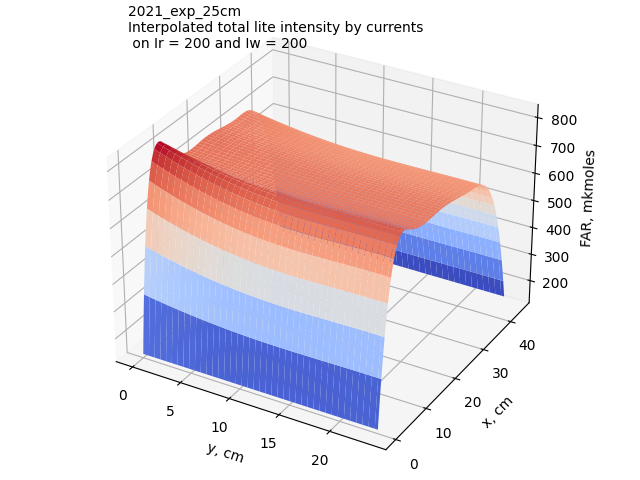 2021_exp_25cm
Interpolated total lite intensity by currents
on Ir = 200 and Iw = 200
800
700
600
500
400
300
200
FAR, mkmoles
0
5
10
15
20
y, cm
0
10
20
30
40
x, cm